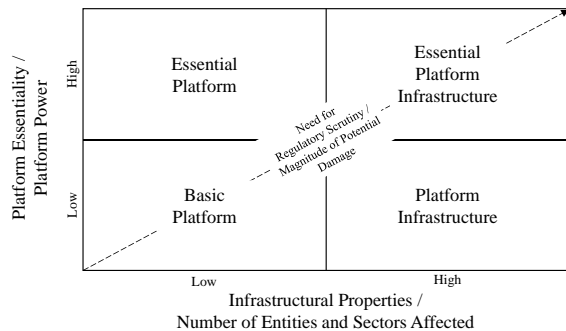 Platform Essentiality /
Platform Power
High
Low
Essential
Platform
Essential
Platform
Infrastructure
Need for
Regulatory Scrutiny /
Magnitude of Potential
Damage
Basic
Platform
Platform
Infrastructure
Low
High
Infrastructural Properties /
Number of Entities and Sectors Affected